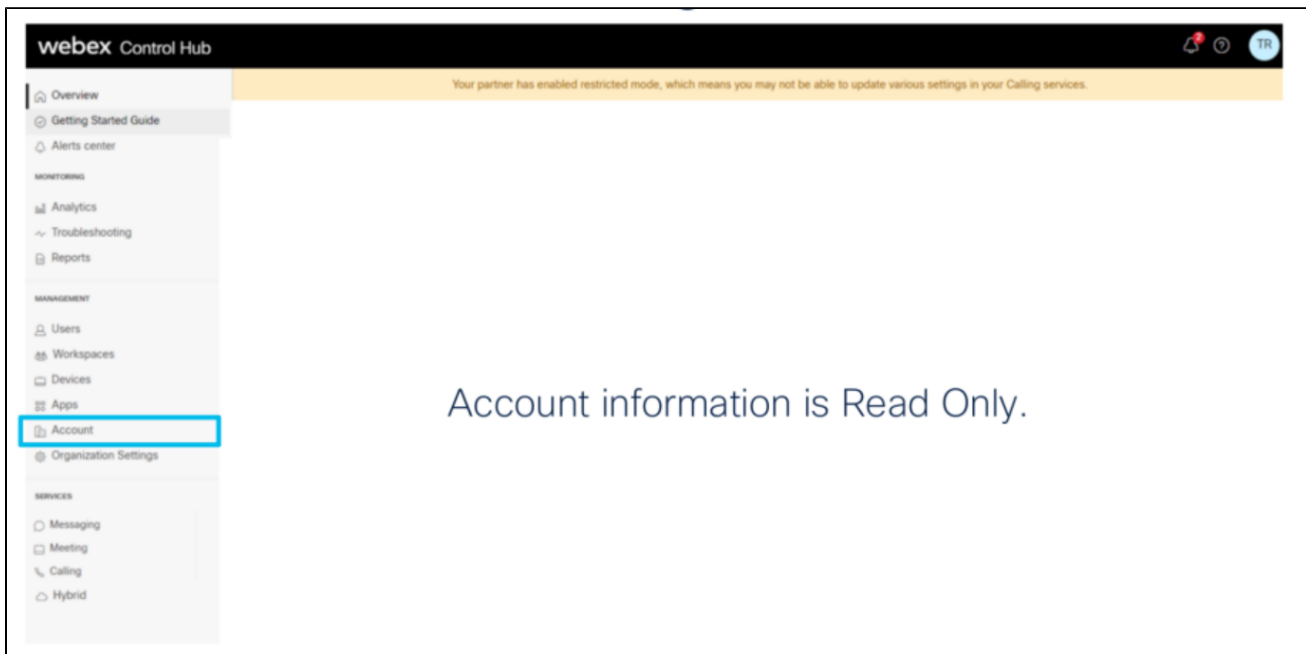 webex Control Hub
2
TR
Your partner has enabled restricted mode, which means you may not be able to update various settings in your Calling services.
Overview
Getting Started Guide
Alerts center
MONITORING
Analytics
Troubleshooting
Reports
MANAGEMENT
Users
Workspaces
Devices
Apps
Account
Organization Settings
SERVICES
Messaging
Meeting
Calling
Hybrid
Account information is Read Only.